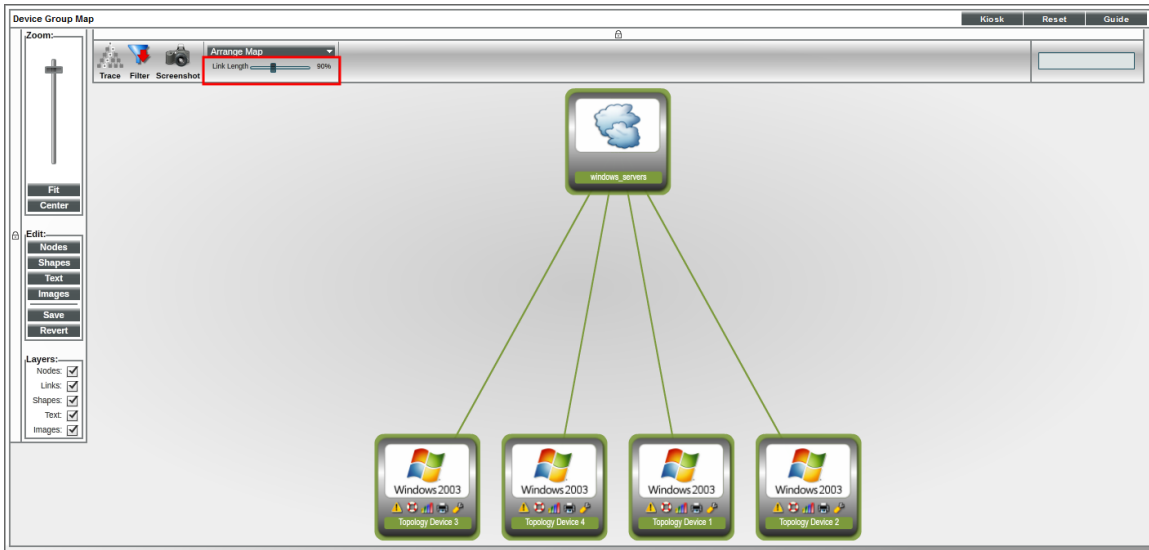 Device Group Map
Kiosk Reset Guide
Zoom:
Arrange Map
Link Length 90%
Trace Filter Screenshot
Fit
Center
windows_servers
Edit:
Nodes
Shapes
Text
Images
Save
Revert
Layers:
Nodes:
Links:
Shapes:
Text:
Images:
Windows2003 Windows2003 Windows2003 Windows2003
Topology Device 3 Topology Device 4 Topology Device 1 Topology Device 2